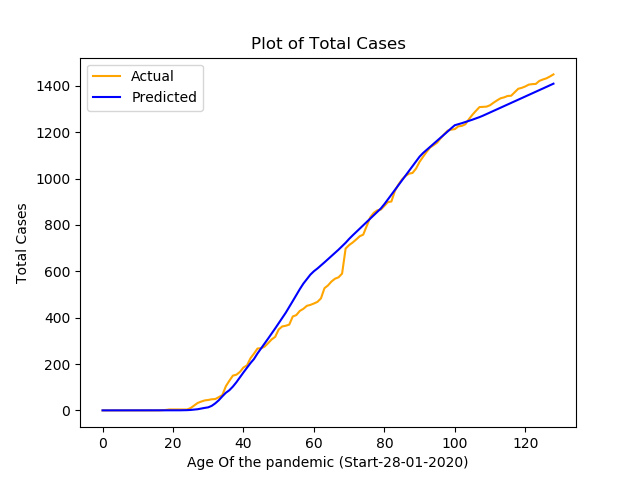 Plot of Total Cases
Actual
Predicted
1400
1200
1000
800
600
400
200
0
Total Cases
0 20 40 60 80 100 120
Age Of the pandemic (Start-28-01-2020)